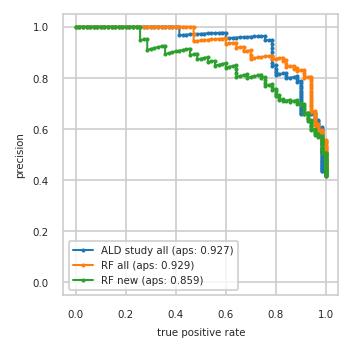 1.0
0.8
0.6
0.4
0.2
0.0
precision
ALD study all (aps: 0.927)
RF all (aps: 0.929)
RF new (aps: 0.859)
0.0 0.2 0.4 0.6 0.8 1.0
true positive rate